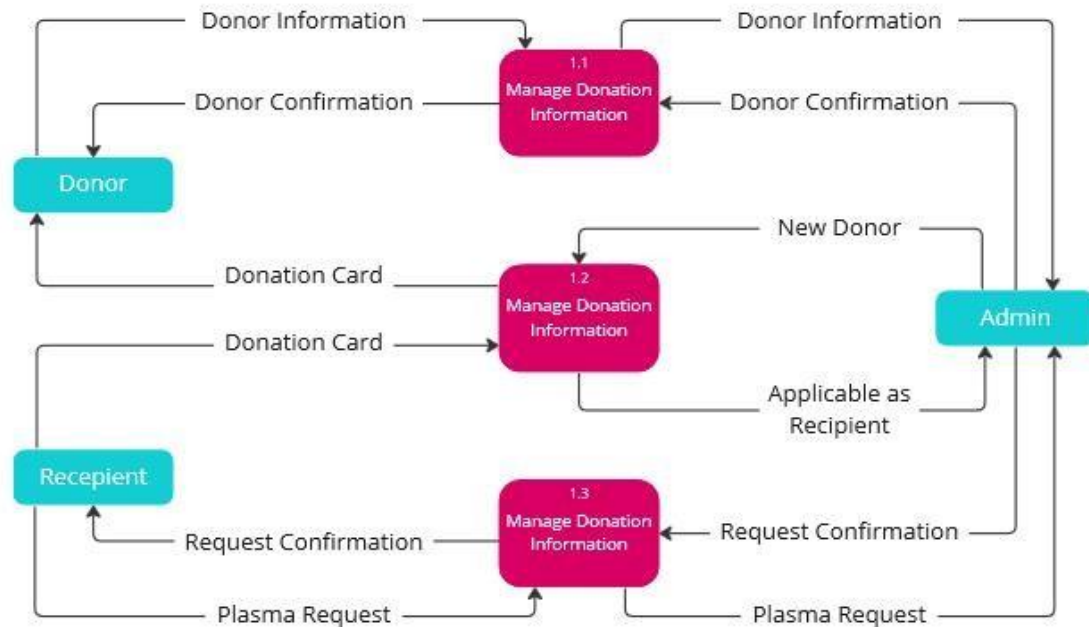 Donor Information
Donor Information
1.1
Manage Donation
Information
Donor Confirmation
Donor Confirmation
Donor
New Donor
Donation Card
1.2
Manage Donation
Information
Admin
Donation Card
Applicable as
Recipient
Recepient
1.3
Manage Donation
Information
Request Confirmation
Request Confirmation
Plasma Request
Plasma Request